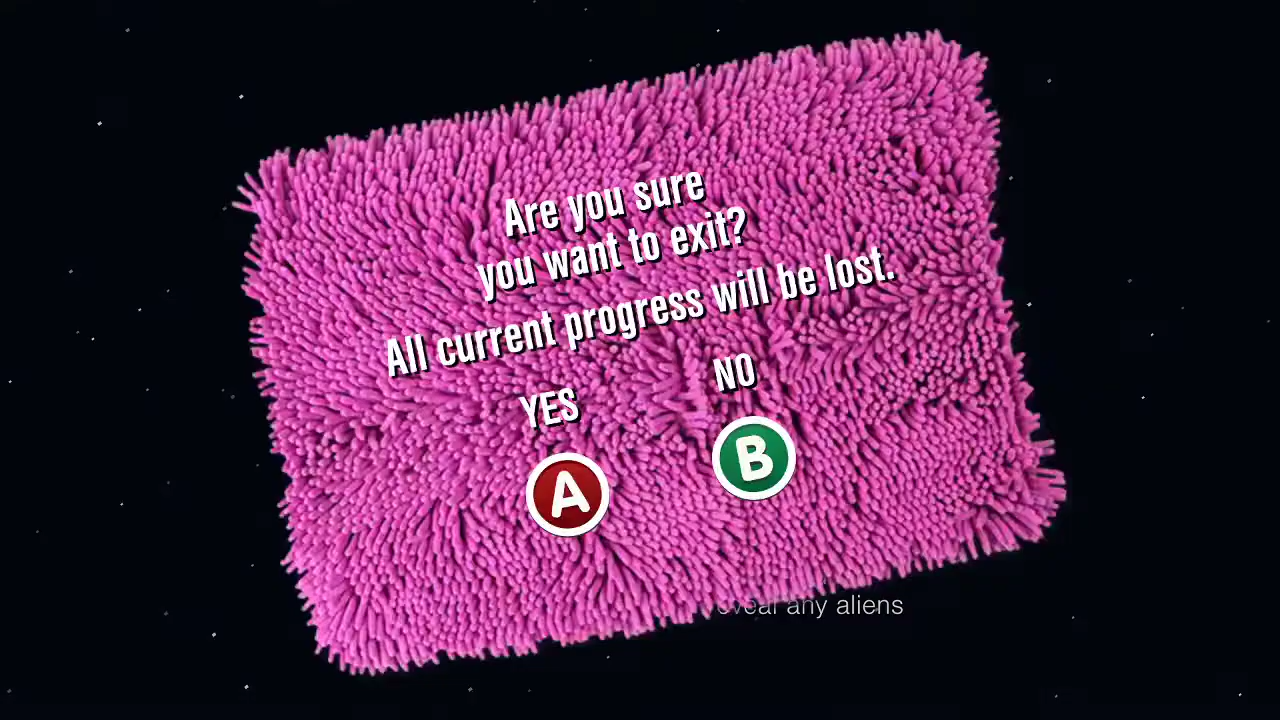 Are you sure
you want to exit?
All current progress will be lost.
YES
NO
A
B
any aliens